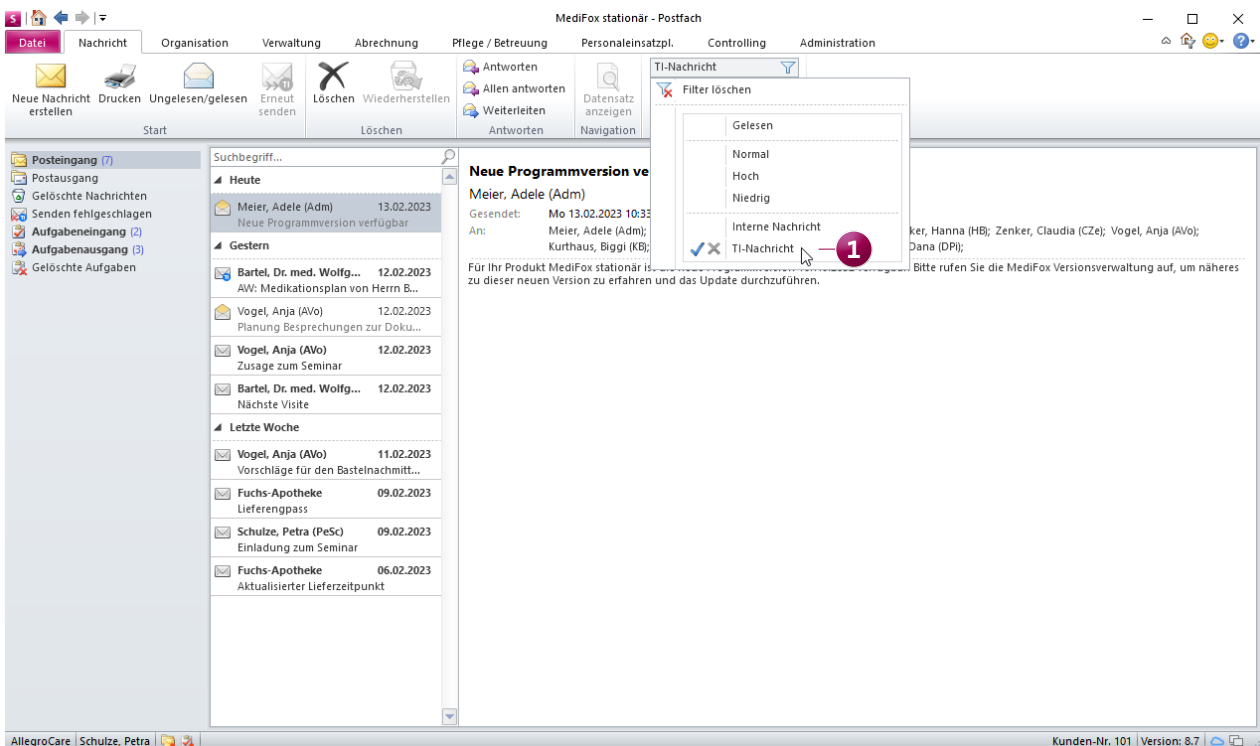 S
MediFox stationär - Postfach
Datei Nachricht Organisation Verwaltung Abrechnung Pflege / Betreuung Personaleinsatzpl. Controlling Administration
Neue Nachricht erstellen
Drucken
Ungelesen/gelesen
Erneut senden
Start
Löschen
Wiederherstellen
Löschen
Antworten
Allen antworten
Weiterleiten
Antworten
Datensatz anzeigen
Navigation
TI-Nachricht
Filter löschen
Gelesen
Normal
Hoch
Niedrig
Interne Nachricht
TI-Nachricht
1
Posteingang (7)
Postausgang
Gelöschte Nachrichten
Senden fehlgeschlagen
Aufgabeneingang (2)
Aufgabenausgang (3)
Gelöschte Aufgaben
Suchbegriff...
Heute
Meier, Adele (Adm) 13.02.2023
Neue Programmversion verfügbar
Gestern
Bartel, Dr. med. Wolfg... 12.02.2023
AW: Medikationsplan von Herrn B...
Vogel, Anja (AVo) 12.02.2023
Planung Besprechungen zur Doku...
Vogel, Anja (AVo) 12.02.2023
Zusage zum Seminar
Bartel, Dr. med. Wolfg... 12.02.2023
Nächste Visite
Letzte Woche
Vogel, Anja (AVo) 11.02.2023
Vorschläge für den Bastelnachmitt...
Fuchs-Apotheke 09.02.2023
Lieferengpass
Schulze, Petra (PeSc) 09.02.2023
Einladung zum Seminar
Fuchs-Apotheke 06.02.2023
Aktualisierter Lieferzeitpunkt
Neue Programmversion ve
Meier, Adele (Adm)
Gesendet: Mo 13.02.2023 10:33
An: Meier, Adele (Adm); ker, Hanna (HB); Zenker, Claudia (CZe); Vogel, Anja (AVo);
Kurthaus, Biggi (KB); Dana (DPi);
Für Ihr Produkt MediFox stationär Bitte rufen Sie die MediFox Versionsverwaltung auf, um näheres
zu dieser neuen Version zu erfahren und das Update durchzuführen.
AllegroCare Schulze, Petra Kunden-Nr. 101 Version: 8.7